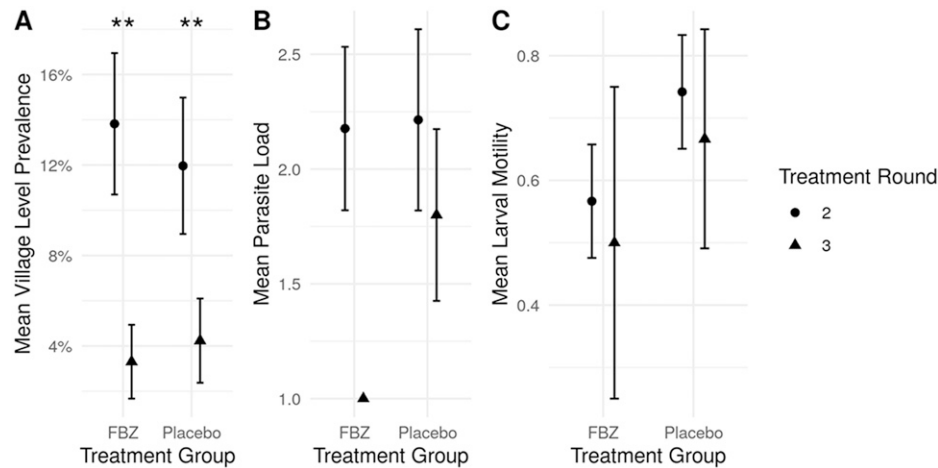 A
Mean Village Level Prevalence
16%
12%
8%
4%
** **
FBZ Placebo
Treatment Group
B
Mean Parasite Load
2.5
2.0
1.5
1.0
FBZ Placebo
Treatment Group
C
Mean Larval Motility
0.8
0.6
0.4
FBZ Placebo
Treatment Group
Treatment Round
2
3